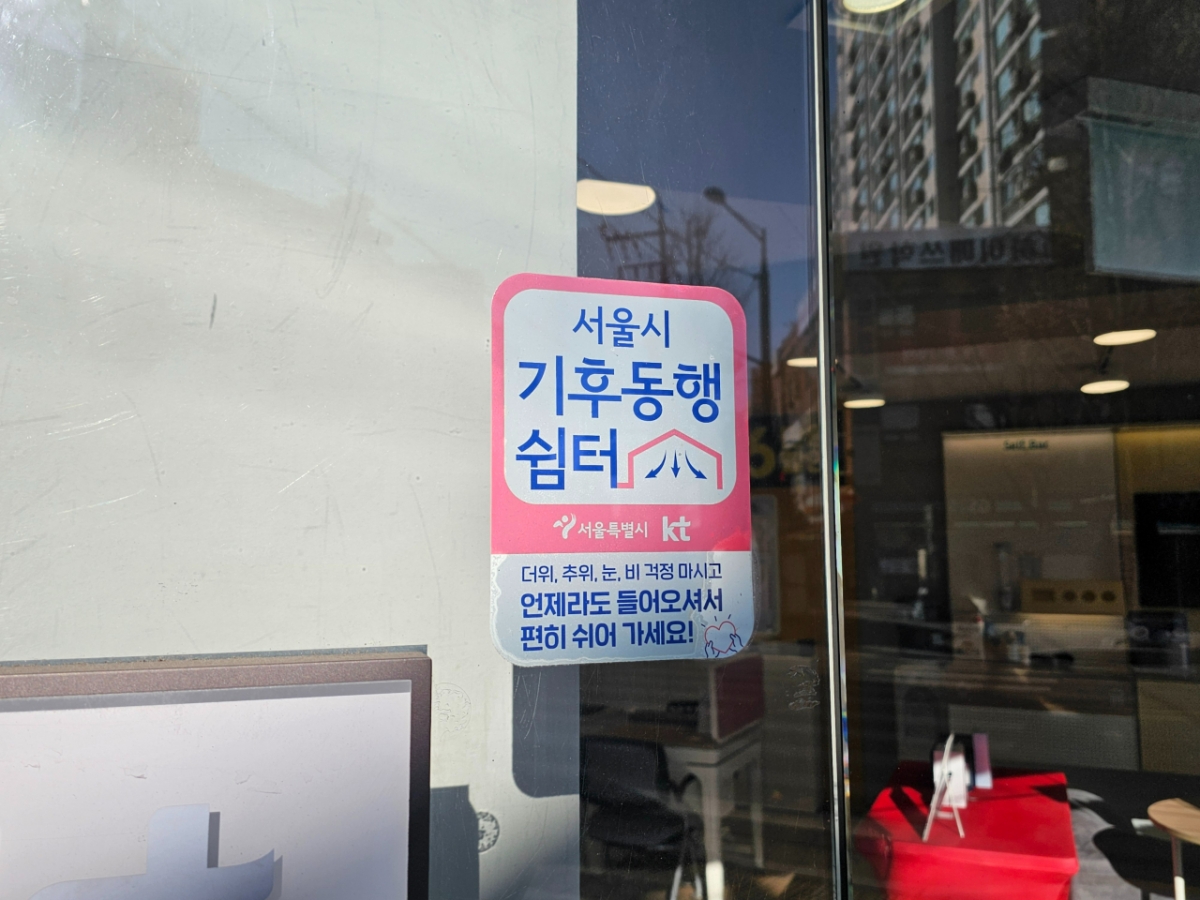 서울시
기후동행
쉼터
서울특별시 kt
더위, 추위, 눈, 비 걱정 마시고
언제라도 들어오셔서
편히 쉬어 가세요!
Self Bar